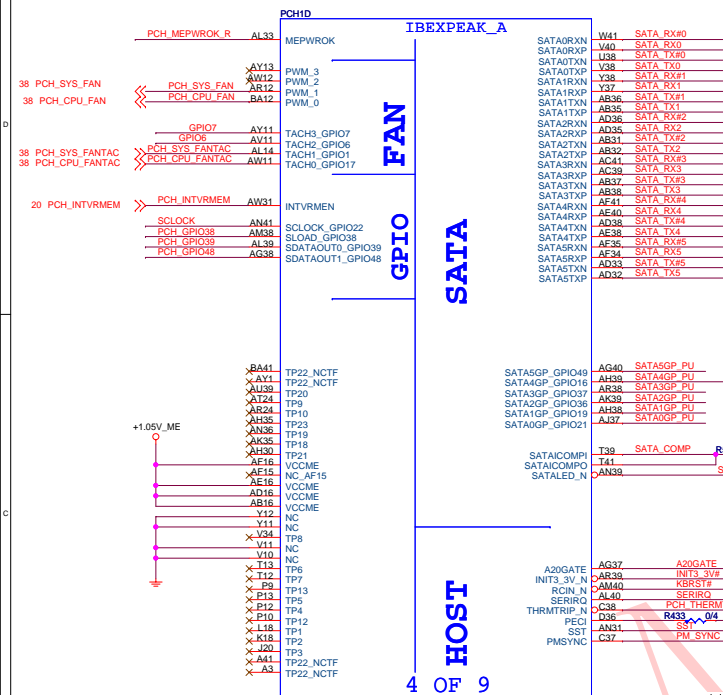 PCH1D
IBEXPEAK_A
PCH_MEPWROK_R AL33 MEPWROK
AY13 PWM_3
AW12 PWM_2
38 PCH_SYS_FAN PCH_SYS_FAN AR12 PWM_1
38 PCH_CPU_FAN PCH_CPU_FAN BA12 PWM_0
GPIO7 AY11 TACH3_GPIO7
GPIO6 AV11 TACH2_GPIO6
38 PCH_SYS_FANTAC PCH_SYS_FANTAC AL14 TACH1_GPIO1
38 PCH_CPU_FANTAC PCH_CPU_FANTAC AW11 TACH0_GPIO17
20 PCH_INTVRMEM PCH_INTVRMEM AW31 INTVRMEN
SCLOCK AN41 SCLOCK_GPIO22
PCH_GPIO38 AM38 SLOAD_GPIO38
PCH_GPIO39 AL39 SDATAOUT0_GPIO39
PCH_GPIO48 AG38 SDATAOUT1_GPIO48
FAN
GPIO
SATA
HOST
BA41 TP22_NCTF
AY1 TP22_NCTF
AU39 TP20
AT24 TP9
AR24 TP10
AH35 TP23
AN36 TP19
AK35 TP18
AH30 TP21
+1.05V_ME
AF16 VCCME
AF15 NC_AF15
AE16 VCCME
AD16 VCCME
AB16 VCCME
Y12 NC
Y11 NC
V34 TP8
V11 NC
V10 NC
T13 TP6
T12 TP7
P9 TP13
P13 TP5
P12 TP4
P10 TP12
L18 TP1
K18 TP2
J20 TP3
A41 TP22_NCTF
A3 TP22_NCTF
SATA0RXN W41 SATA_RX#0
SATA0RXP V40 SATA_RX0
SATA0TXN U38 SATA_TX#0
SATA0TXP V38 SATA_TX0
SATA1RXN Y38 SATA_RX#1
SATA1RXP Y37 SATA_RX1
SATA1TXN AB36 SATA_TX#1
SATA1TXP AB35 SATA_TX1
SATA2RXN AD36 SATA_RX#2
SATA2RXP AD35 SATA_RX2
SATA2TXN AB31 SATA_TX#2
SATA2TXP AB32 SATA_TX2
SATA3RXN AC41 SATA_RX#3
SATA3RXP AC39 SATA_RX3
SATA3TXN AB37 SATA_TX#3
SATA3TXP AB38 SATA_TX3
SATA4RXN AF41 SATA_RX#4
SATA4RXP AE40 SATA_RX4
SATA4TXN AD38 SATA_TX#4
SATA4TXP AE38 SATA_TX4
SATA5RXN AF35 SATA_RX#5
SATA5RXP AF34 SATA_RX5
SATA5TXN AD33 SATA_TX#5
SATA5TXP AD32 SATA_TX5
SATA5GP_GPIO49 AG40 SATA5GP_PU
SATA4GP_GPIO16 AH39 SATA4GP_PU
SATA3GP_GPIO37 AR38 SATA3GP_PU
SATA2GP_GPIO36 AK39 SATA2GP_PU
SATA1GP_GPIO19 AH38 SATA1GP_PU
SATA0GP_GPIO21 AJ37 SATA0GP_PU
SATAICOMPI T39 SATA_COMP R
SATAICOMPO T41
SATALED_N AN39 S
A20GATE AG37 A20GATE
INIT3_3V_N AR39 INIT3_3V#
RCIN_N AM40 KBRST#
SERIRQ AL40 SERIRQ
THRMTRIP_N C38 PCH_THERM
PECI D36 R433 0/4
SST AN31 SST
PMSYNC C37 PM_SYNC
4 OF 9
D
C